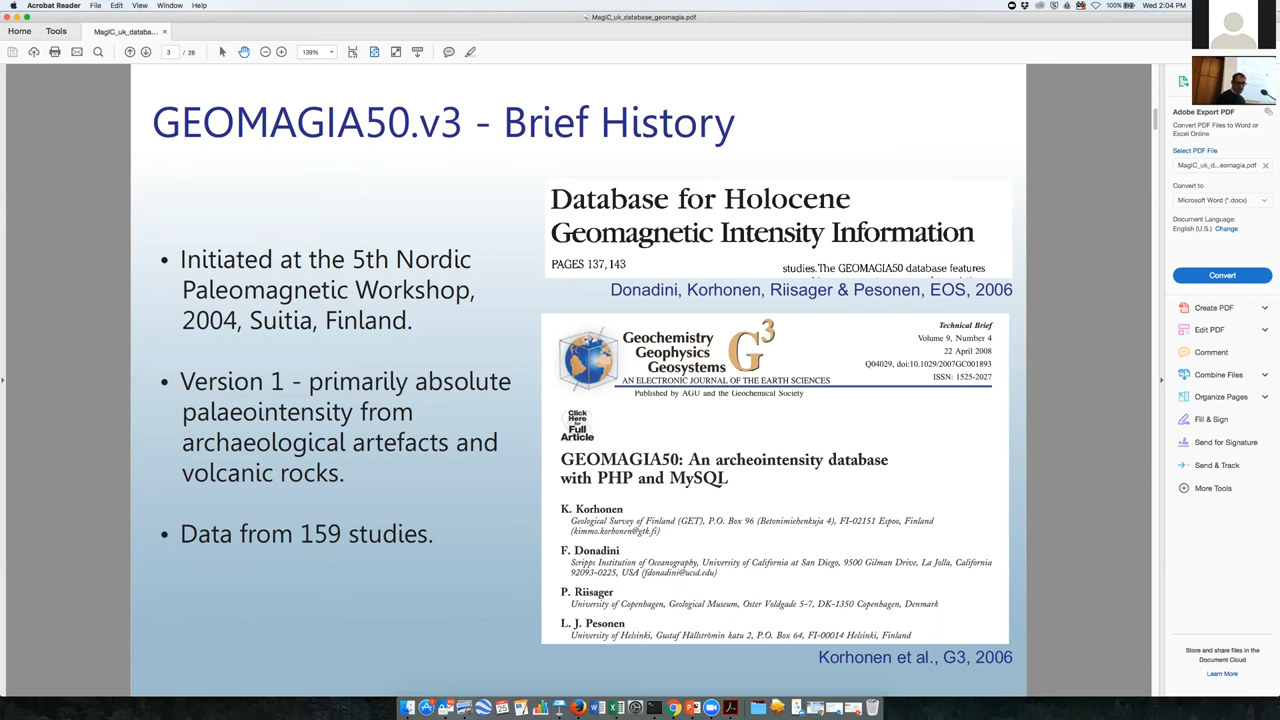 Acrobat Reader File Edit View Window Help
100% Wed 2:04 PM
MagIC_uk_database_geomagia.pdf
Home Tools MagIC_uk_databa... ×
3 / 28 139%
GEOMAGIA50.v3 - Brief History
• Initiated at the 5th Nordic
Paleomagnetic Workshop,
2004, Suitia, Finland.
• Version 1 - primarily absolute
palaeointensity from
archaeological artefacts and
volcanic rocks.
• Data from 159 studies.
Database for Holocene
Geomagnetic Intensity Information
PAGES 137,143
studies.The GEOMAGIA50 database features
Donadini, Korhonen, Riisager & Pesonen, EOS, 2006
Geochemistry
Geophysics
Geosystems
G3
AN ELECTRONIC JOURNAL OF THE EARTH SCIENCES
Published by AGU and the Geochemical Society
Technical Brief
Volume 9, Number 4
22 April 2008
Q04029, doi:10.1029/2007GC001893
ISSN: 1525-2027
Click
Here
for
Full
Article
GEOMAGIA50: An archeointensity database
with PHP and MySQL
K. Korhonen
Geological Survey of Finland (GET), P.O. Box 96 (Betonimiehenkuja 4), FI-02151 Espoo, Finland
(kimmo.korhonen@gtk.fi)
F. Donadini
Scripps Institution of Oceanography, University of California at San Diego, 9500 Gilman Drive, La Jolla, California
92093-0225, USA (fdonadini@ucsd.edu)
P. Riisager
University of Copenhagen, Geological Museum, Oster Voldgade 5-7, DK-1350 Copenhagen, Denmark
L. J. Pesonen
University of Helsinki, Gustaf Hällströmin katu 2, P.O. Box 64, FI-00014 Helsinki, Finland
Korhonen et al., G3, 2006
Adobe Export PDF
Convert PDF Files to Word or
Excel Online
Select PDF File
MagIC_uk_d...eomagia.pdf ×
Convert to
Microsoft Word (*.docx)
Document Language:
English (U.S.) Change
Convert
Create PDF
Edit PDF
Comment
Combine Files
Organize Pages
Fill & Sign
Send for Signature
Send & Track
More Tools
Store and share files in the
Document Cloud
Learn More